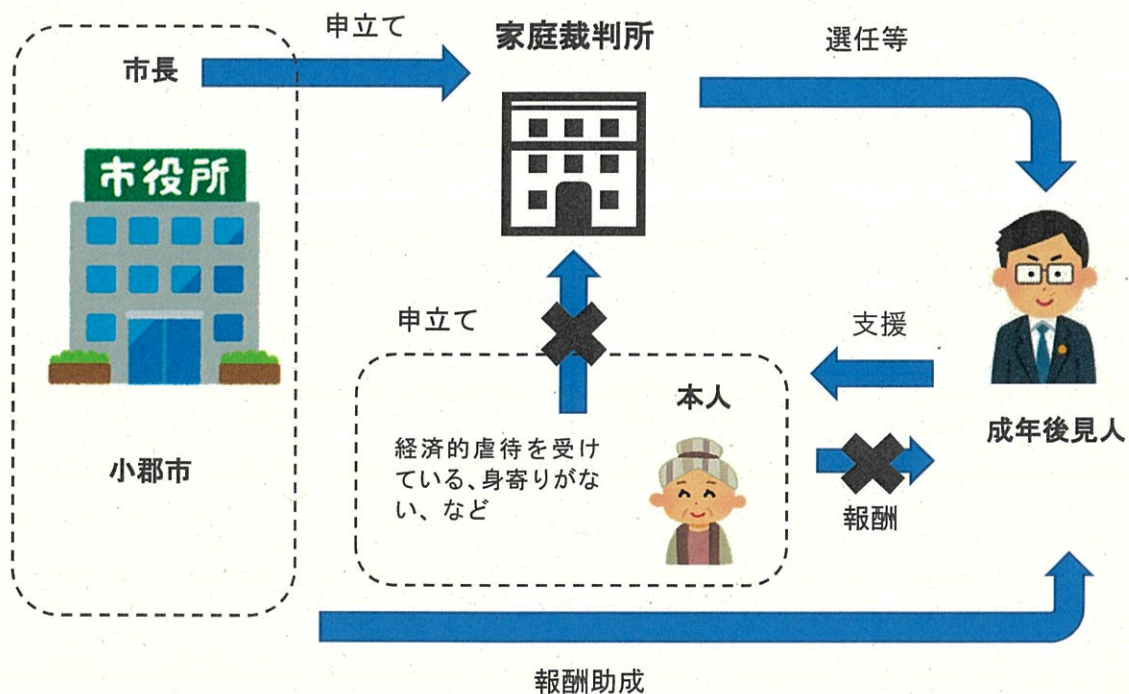 申立て
家庭裁判所
選任等
市長
市役所
小郡市
申立て
本人
経済的虐待を受け
ている、身寄りがな
い、など
支援
成年後見人
報酬
報酬助成